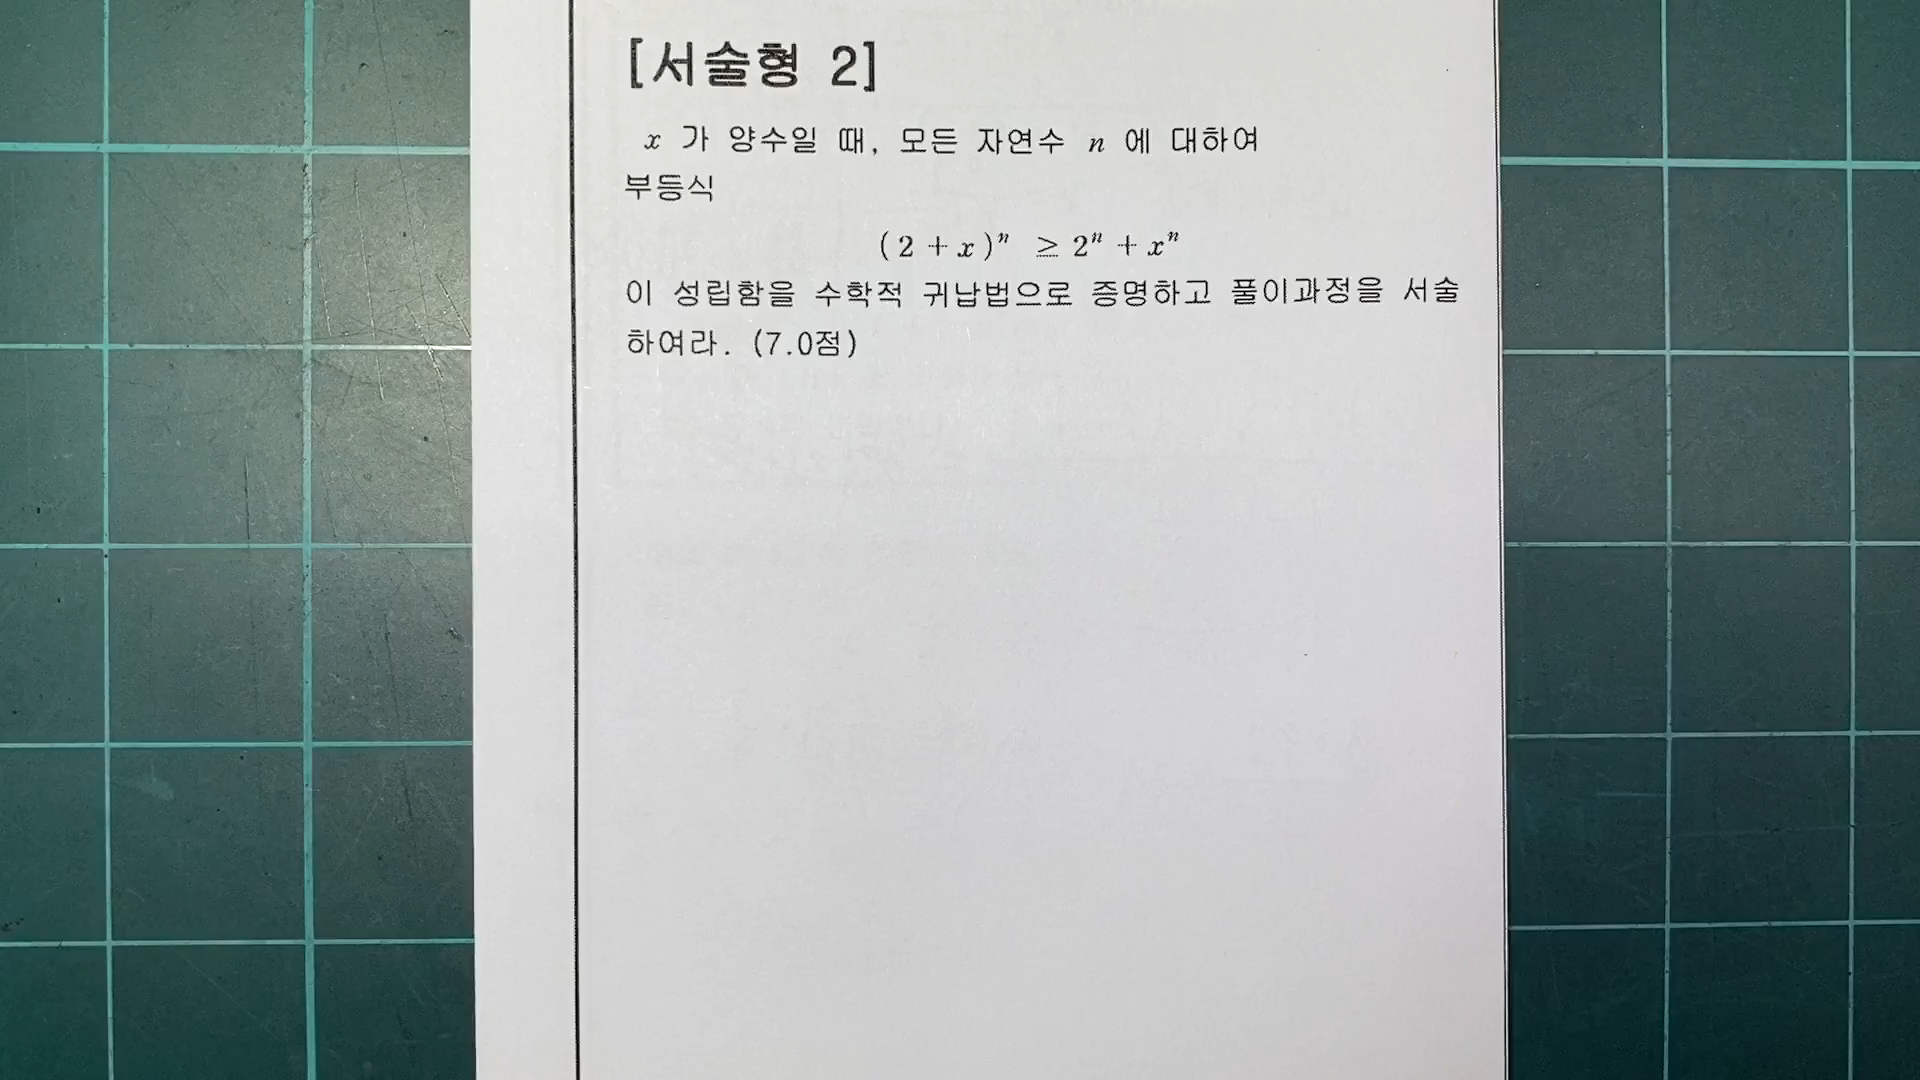 [서술형 2]
x 가 양수일 때, 모든 자연수 n 에 대하여
부등식
(2+x)ⁿ ≥ 2ⁿ + xⁿ
이 성립함을 수학적 귀납법으로 증명하고 풀이과정을 서술
하여라. (7.0점)